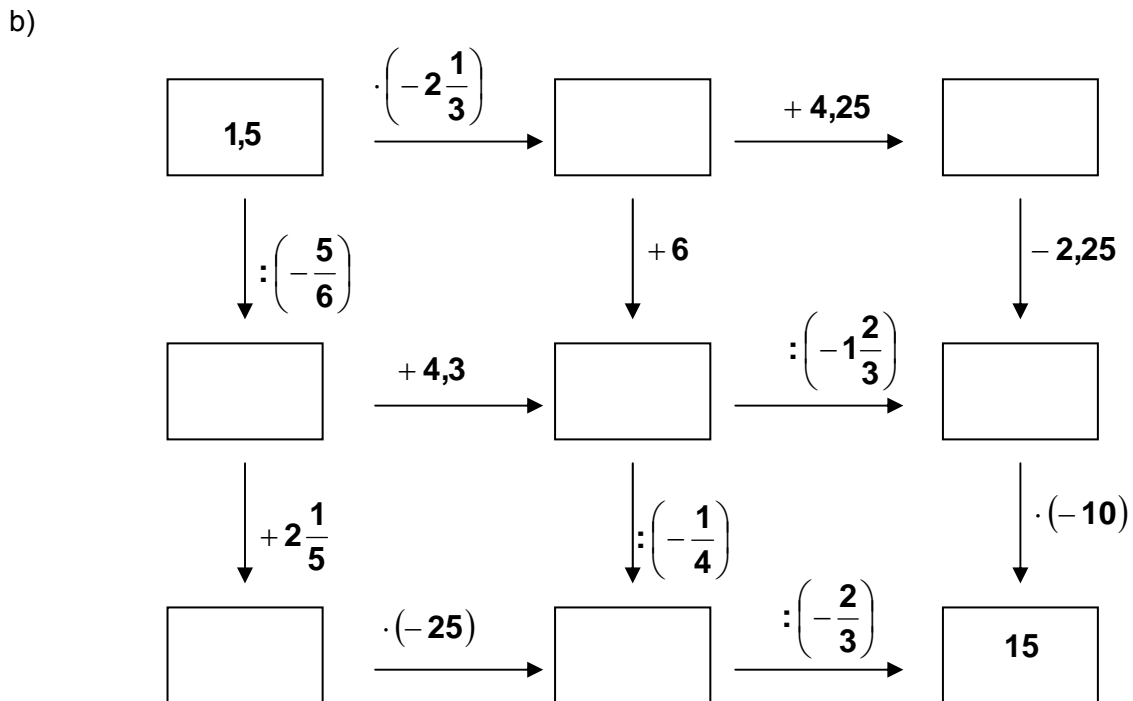 b)
· (− 2 1/3)
+ 4,25
1,5
: (− 5/6)
+ 6
− 2,25
+ 4,3
: (− 1 2/3)
+ 2 1/5
: (− 1/4)
· (− 10)
· (− 25)
: (− 2/3)
15